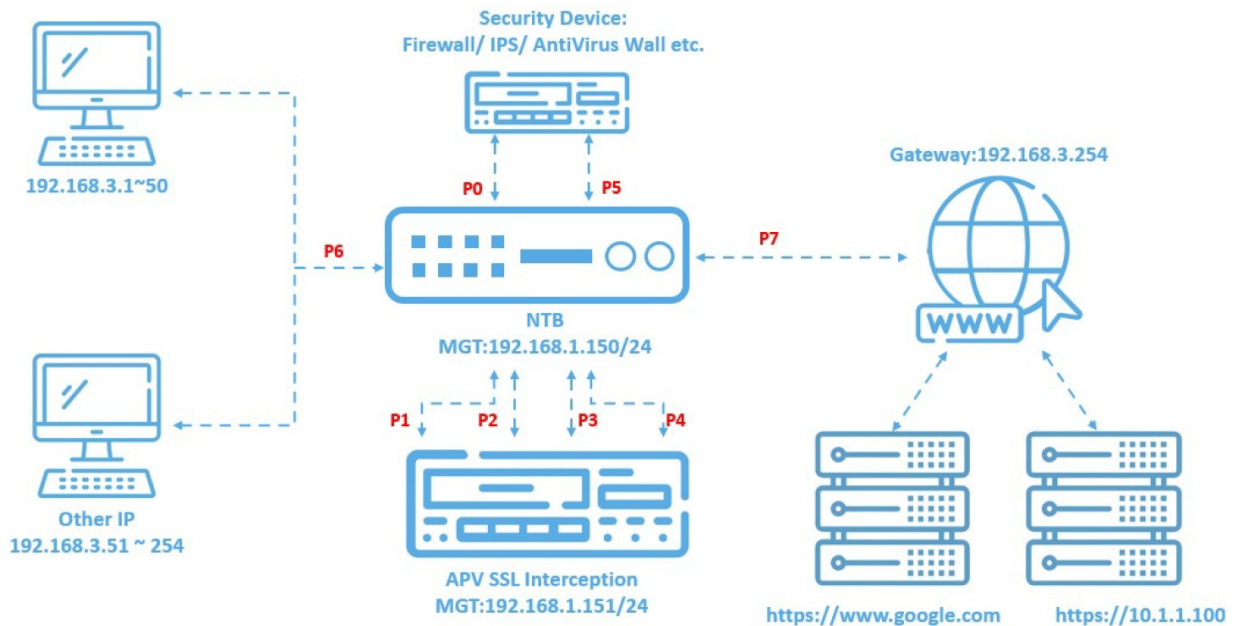 Security Device:
Firewall/ IPS/ AntiVirus Wall etc.
192.168.3.1~50
P0
P5
Gateway:192.168.3.254
P6
P7
WWW
NTB
MGT:192.168.1.150/24
P1
P2
P3
P4
Other IP
192.168.3.51 ~ 254
APV SSL Interception
MGT:192.168.1.151/24
https://www.google.com
https://10.1.1.100